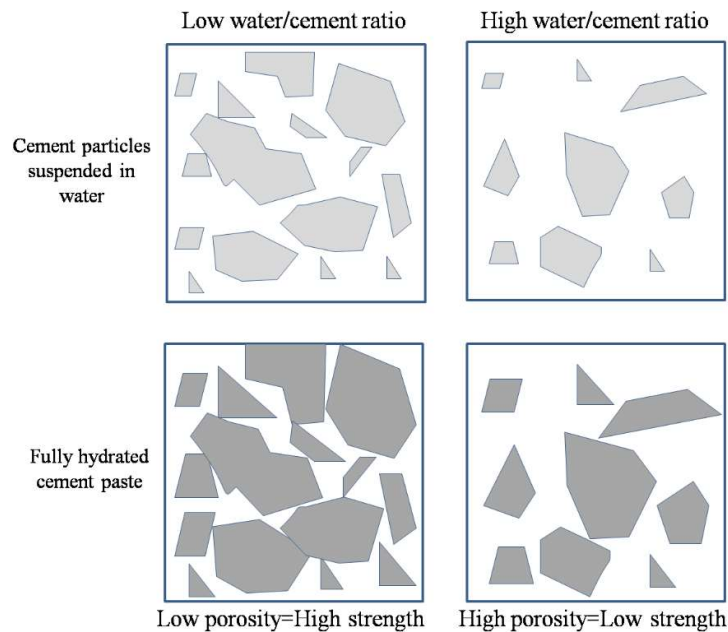 Low water/cement ratio
High water/cement ratio
Cement particles
suspended in
water
Fully hydrated
cement paste
Low porosity=High strength
High porosity=Low strength